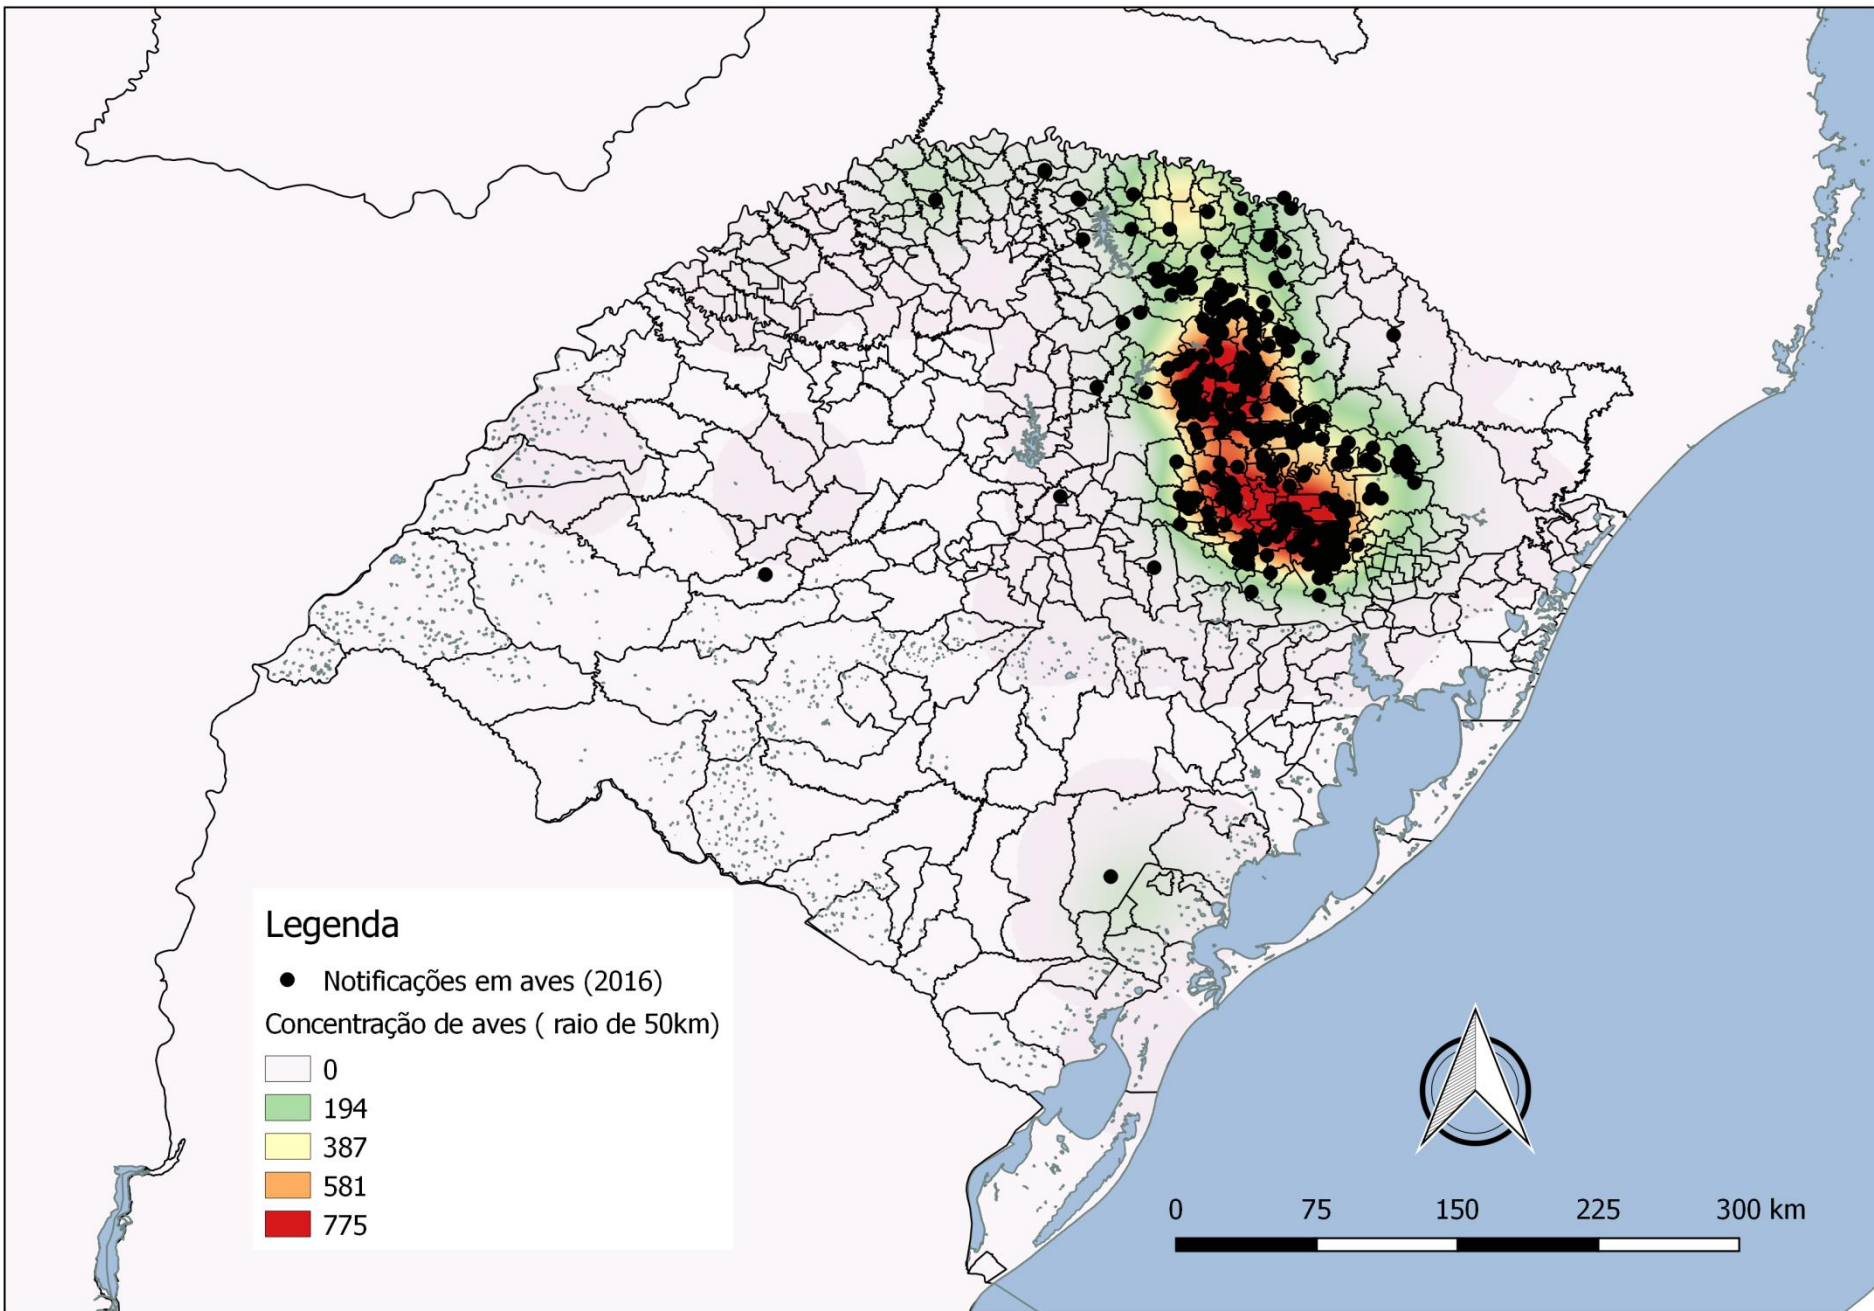 Legenda
Notificações em aves (2016)
Concentração de aves ( raio de 50km)
0
194
387
581
775
0 75 150 225 300 km